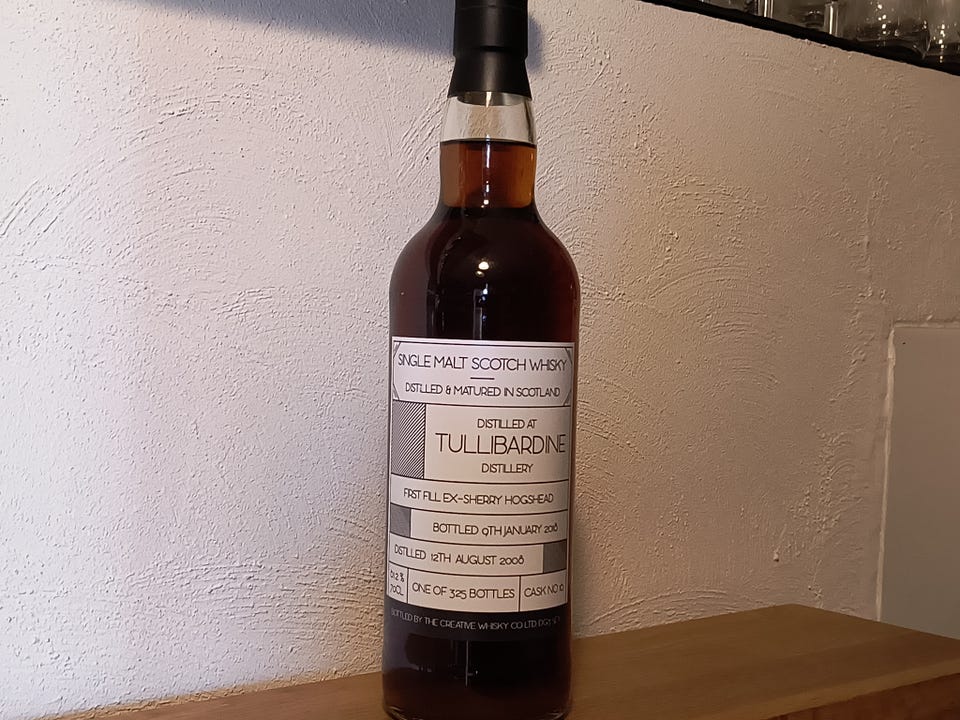 SINGLE MALT SCOTCH WHISKY
DISTILLED & MATURED IN SCOTLAND
DISTILLED AT
TULLIBARDINE
DISTILLERY
FIRST FILL EX-SHERRY HOGSHEAD
BOTTLED 9TH JANUARY 2018
DISTILLED 12TH AUGUST 2008
70CL
ONE OF 325 BOTTLES
CASK NO
BOTTLED BY THE CREATIVE WHISKY CO LTD